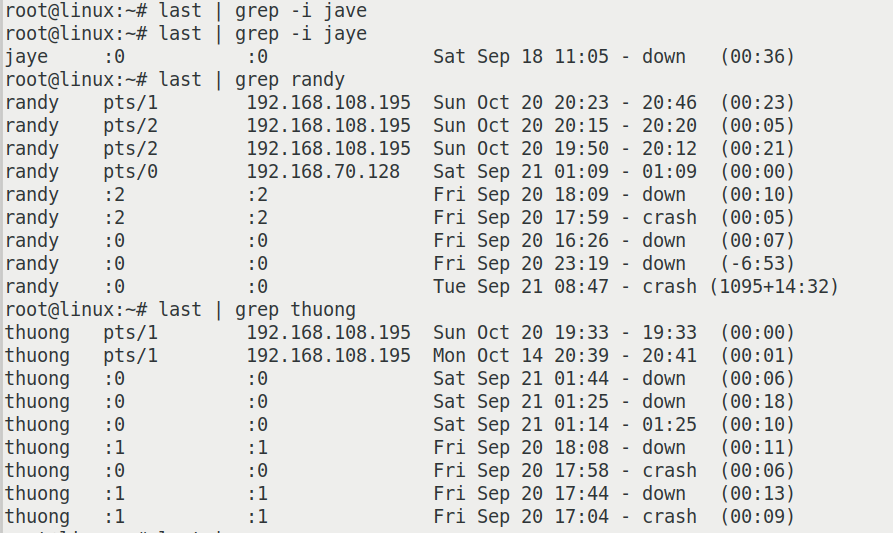 root@linux:~# last | grep -i jave
root@linux:~# last | grep -i jaye
jaye     :0           :0               Sat Sep 18 11:05 - down   (00:36)
root@linux:~# last | grep randy
randy    pts/1        192.168.108.195  Sun Oct 20 20:23 - 20:46  (00:23)
randy    pts/2        192.168.108.195  Sun Oct 20 20:15 - 20:20  (00:05)
randy    pts/2        192.168.108.195  Sun Oct 20 19:50 - 20:12  (00:21)
randy    pts/0        192.168.70.128   Sat Sep 21 01:09 - 01:09  (00:00)
randy    :2           :2               Fri Sep 20 18:09 - down   (00:10)
randy    :2           :2               Fri Sep 20 17:59 - crash  (00:05)
randy    :0           :0               Fri Sep 20 16:26 - down   (00:07)
randy    :0           :0               Fri Sep 20 23:19 - down   (-6:53)
randy    :0           :0               Tue Sep 21 08:47 - crash (1095+14:32)
root@linux:~# last | grep thuong
thuong   pts/1        192.168.108.195  Sun Oct 20 19:33 - 19:33  (00:00)
thuong   pts/1        192.168.108.195  Mon Oct 14 20:39 - 20:41  (00:01)
thuong   :0           :0               Sat Sep 21 01:44 - down   (00:06)
thuong   :0           :0               Sat Sep 21 01:25 - down   (00:18)
thuong   :0           :0               Sat Sep 21 01:14 - 01:25  (00:10)
thuong   :1           :1               Fri Sep 20 18:08 - down   (00:11)
thuong   :0           :0               Fri Sep 20 17:58 - crash  (00:06)
thuong   :1           :1               Fri Sep 20 17:44 - down   (00:13)
thuong   :1           :1               Fri Sep 20 17:04 - crash  (00:09)